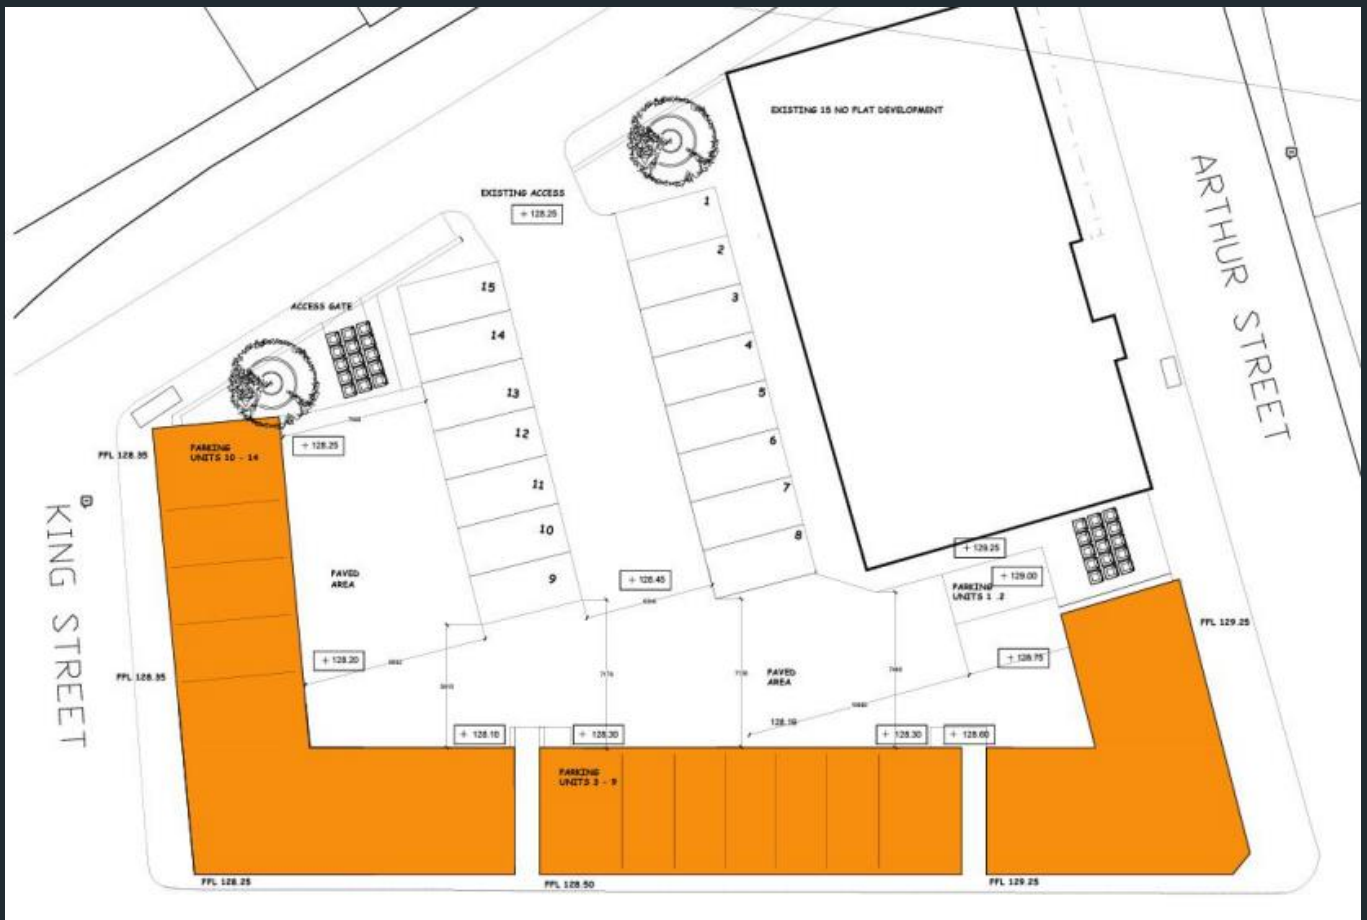 EXISTING 15 NO FLAT DEVELOPMENT
ARTHUR STREET
EXISTING ACCESS
+ 128.25
1
2
3
4
5
6
7
8
15
14
13
12
11
10
9
ACCESS GATE
+ 128.25
PARKING
UNITS 10 - 14
FFL 128.35
KING STREET
PAVED
AREA
+ 128.45
+ 129.25
+ 129.00
PARKING
UNITS 1 .2
FFL 129.25
+ 128.20
FFL 128.35
PAVED
AREA
+ 128.75
128.10
+ 128.10
+ 128.30
+ 128.30
+ 128.60
PARKING
UNITS 3 - 9
FFL 128.25
FFL 128.50
FFL 129.25